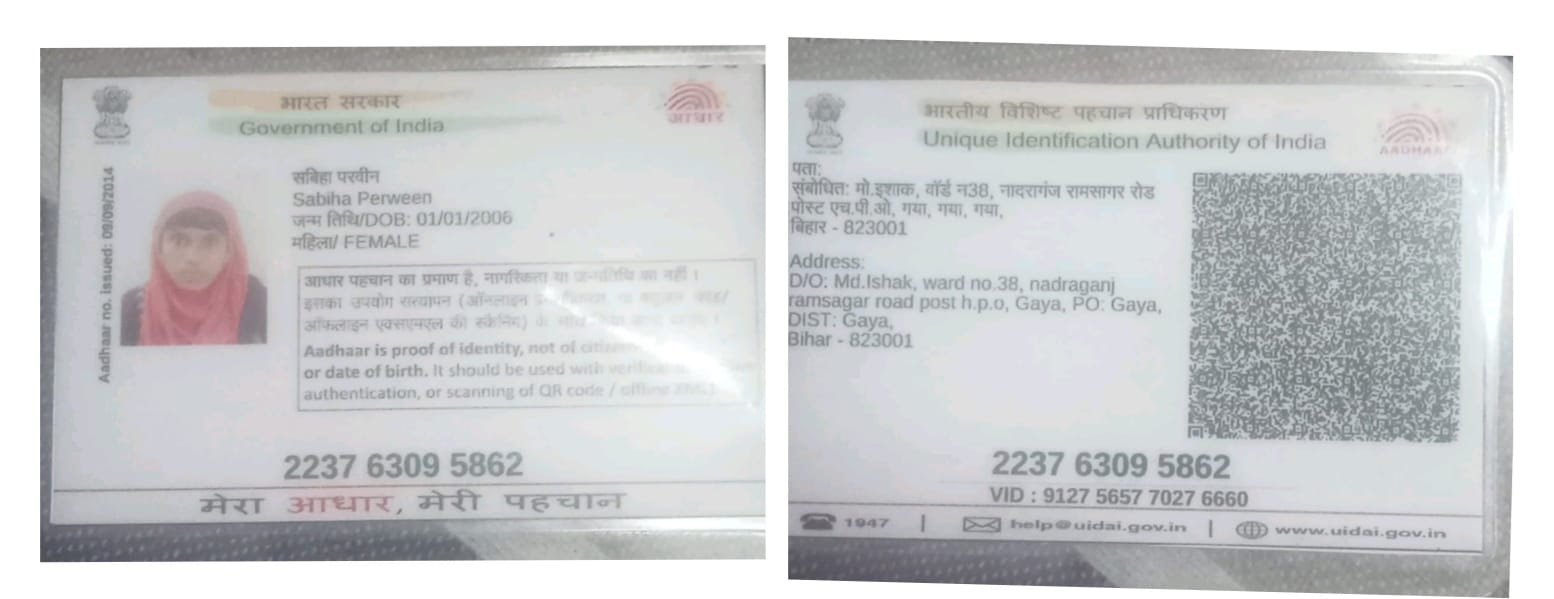 भारत सरकार
Government of India
आधार
Aadhaar no. issued: 09/09/2014
सबिहा परवीन
Sabiha Perween
जन्म तिथि/DOB: 01/01/2006
महिला/ FEMALE
आधार पहचान का प्रमाण है, नागरिकता या जन्मतिथि का नहीं ।
इसका उपयोग सत्यापन (ऑनलाइन
ऑफलाइन एक्सएमएल की स्कैनिंग) के साथ
Aadhaar is proof of identity, not of
or date of birth. It should be used with
authentication, or scanning of QR code / offline XML).
2237 6309 5862
मेरा आधार, मेरी पहचान
भारतीय विशिष्ट पहचान प्राधिकरण
Unique Identification Authority of India
AADHAAR
पता:
संबोधित: मो.इशाक, वॉर्ड न38, नादरागंज रामसागर रोड
पोस्ट एच.पी.ओ, गया, गया, गया,
बिहार - 823001
Address:
D/O: Md.Ishak, ward no.38, nadraganj
ramsagar road post h.p.o, Gaya, PO: Gaya,
DIST: Gaya,
Bihar - 823001
2237 6309 5862
VID : 9127 5657 7027 6660
1947 | help@uidai.gov.in | www.uidai.gov.in